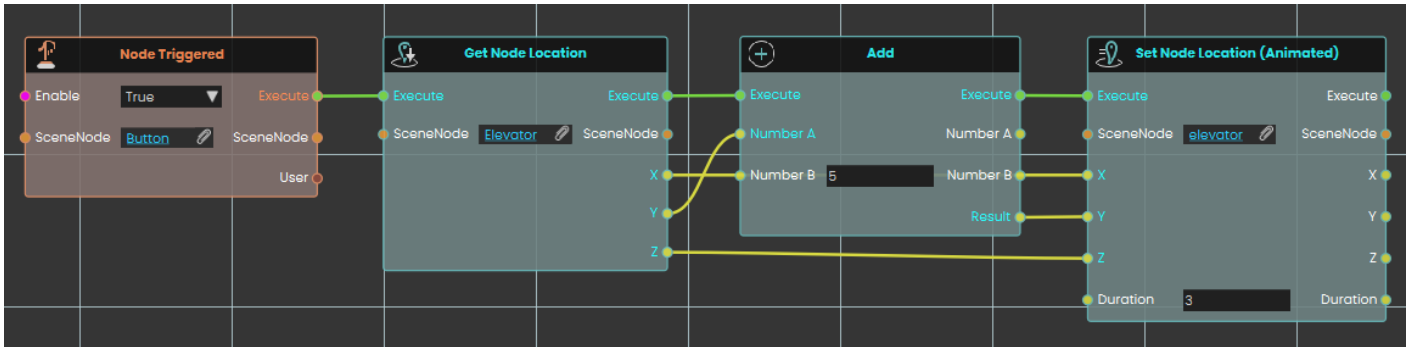 Node Triggered
Enable True Execute
SceneNode Button SceneNode
User
Get Node Location
Execute Execute
SceneNode Elevator SceneNode
X
Y
Z
Add
Execute Execute
Number A Number A
Number B 5 Number B
Result
Set Node Location (Animated)
Execute Execute
SceneNode elevator SceneNode
X X
Y Y
Z Z
Duration 3 Duration